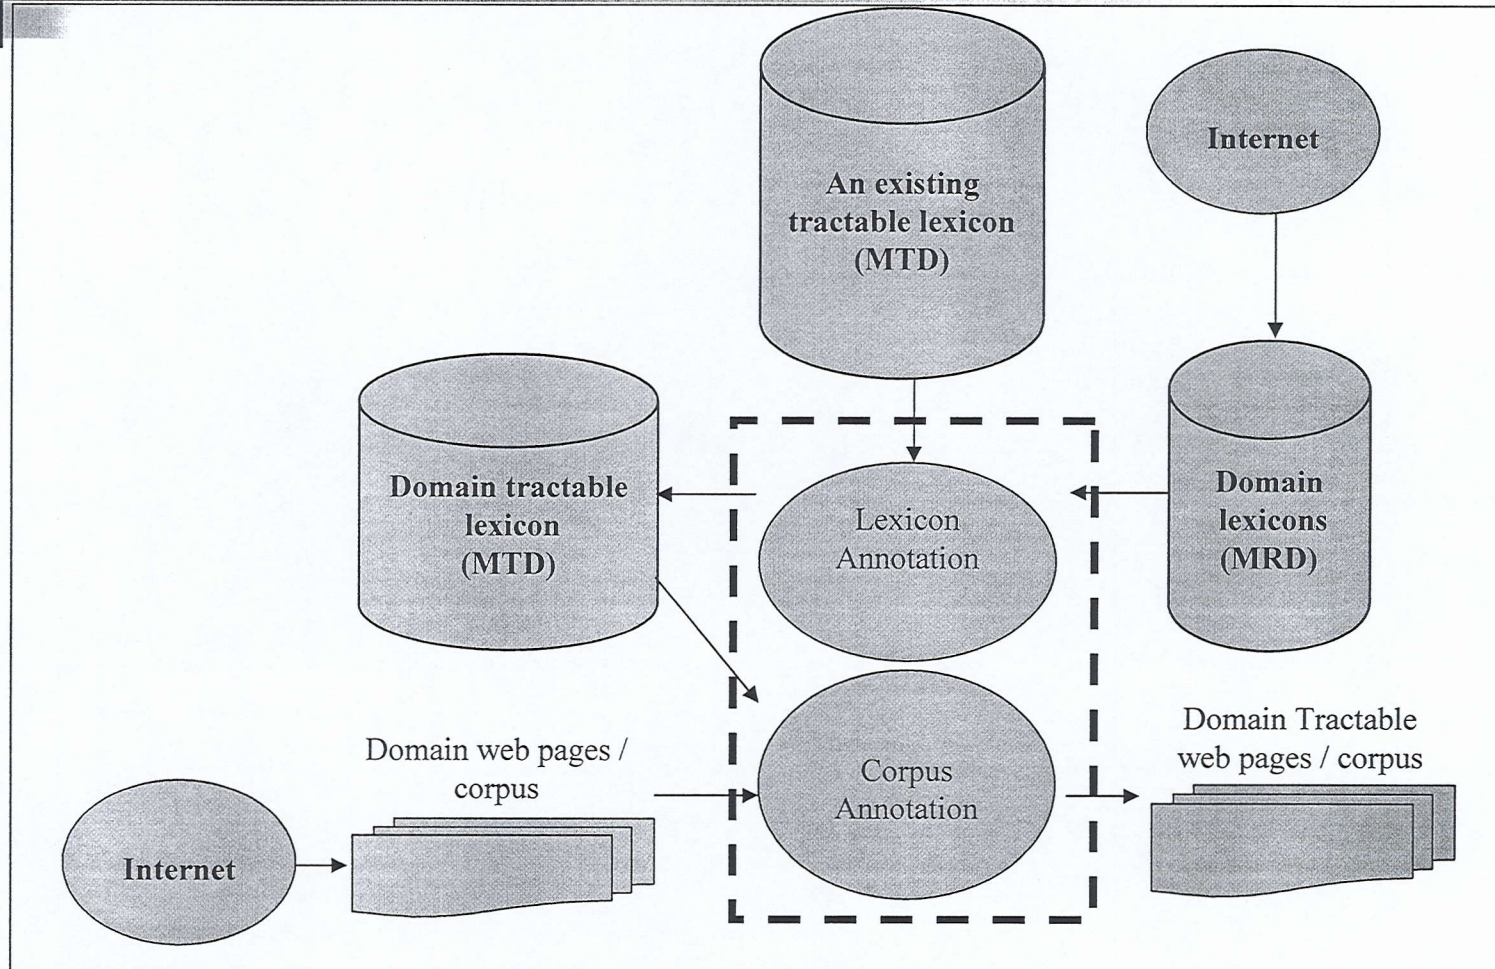 An existing
tractable lexicon
(MTD)
Internet
Domain tractable
lexicon
(MTD)
Lexicon
Annotation
Domain
lexicons
(MRD)
Domain web pages /
corpus
Corpus
Annotation
Domain Tractable
web pages / corpus
Internet